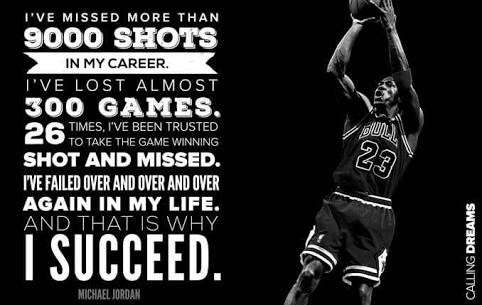 I'VE MISSED MORE THAN
9000 SHOTS
IN MY CAREER.
I'VE LOST ALMOST
300 GAMES.
26 TIMES, I'VE BEEN TRUSTED
TO TAKE THE GAME WINNING
SHOT AND MISSED.
I'VE FAILED OVER AND OVER AND OVER
AGAIN IN MY LIFE.
AND THAT IS WHY
I SUCCEED.
MICHAEL JORDAN
BULL
23
CALLING DREAMS